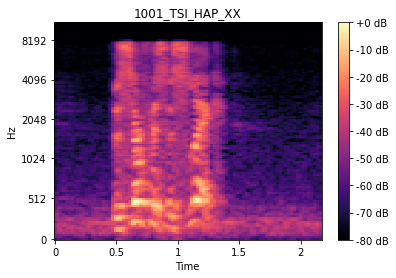 1001_TSI_HAP_XX
8192
4096
2048
1024
512
0
Hz
0
0.5
1
1.5
2
Time
+0 dB
-10 dB
-20 dB
-30 dB
-40 dB
-50 dB
-60 dB
-70 dB
-80 dB